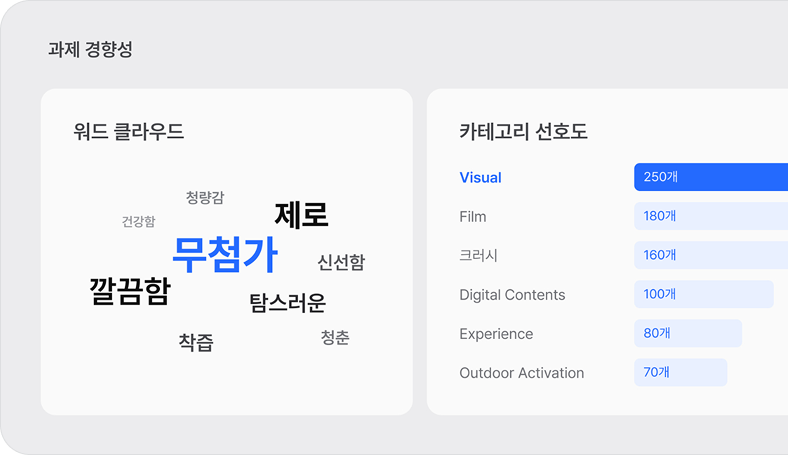 과제 경향성
워드 클라우드
청량감
건강함
제로
무첨가
신선함
깔끔함
탐스러운
착즙
청춘
카테고리 선호도
Visual 250개
Film 180개
크러시 160개
Digital Contents 100개
Experience 80개
Outdoor Activation 70개